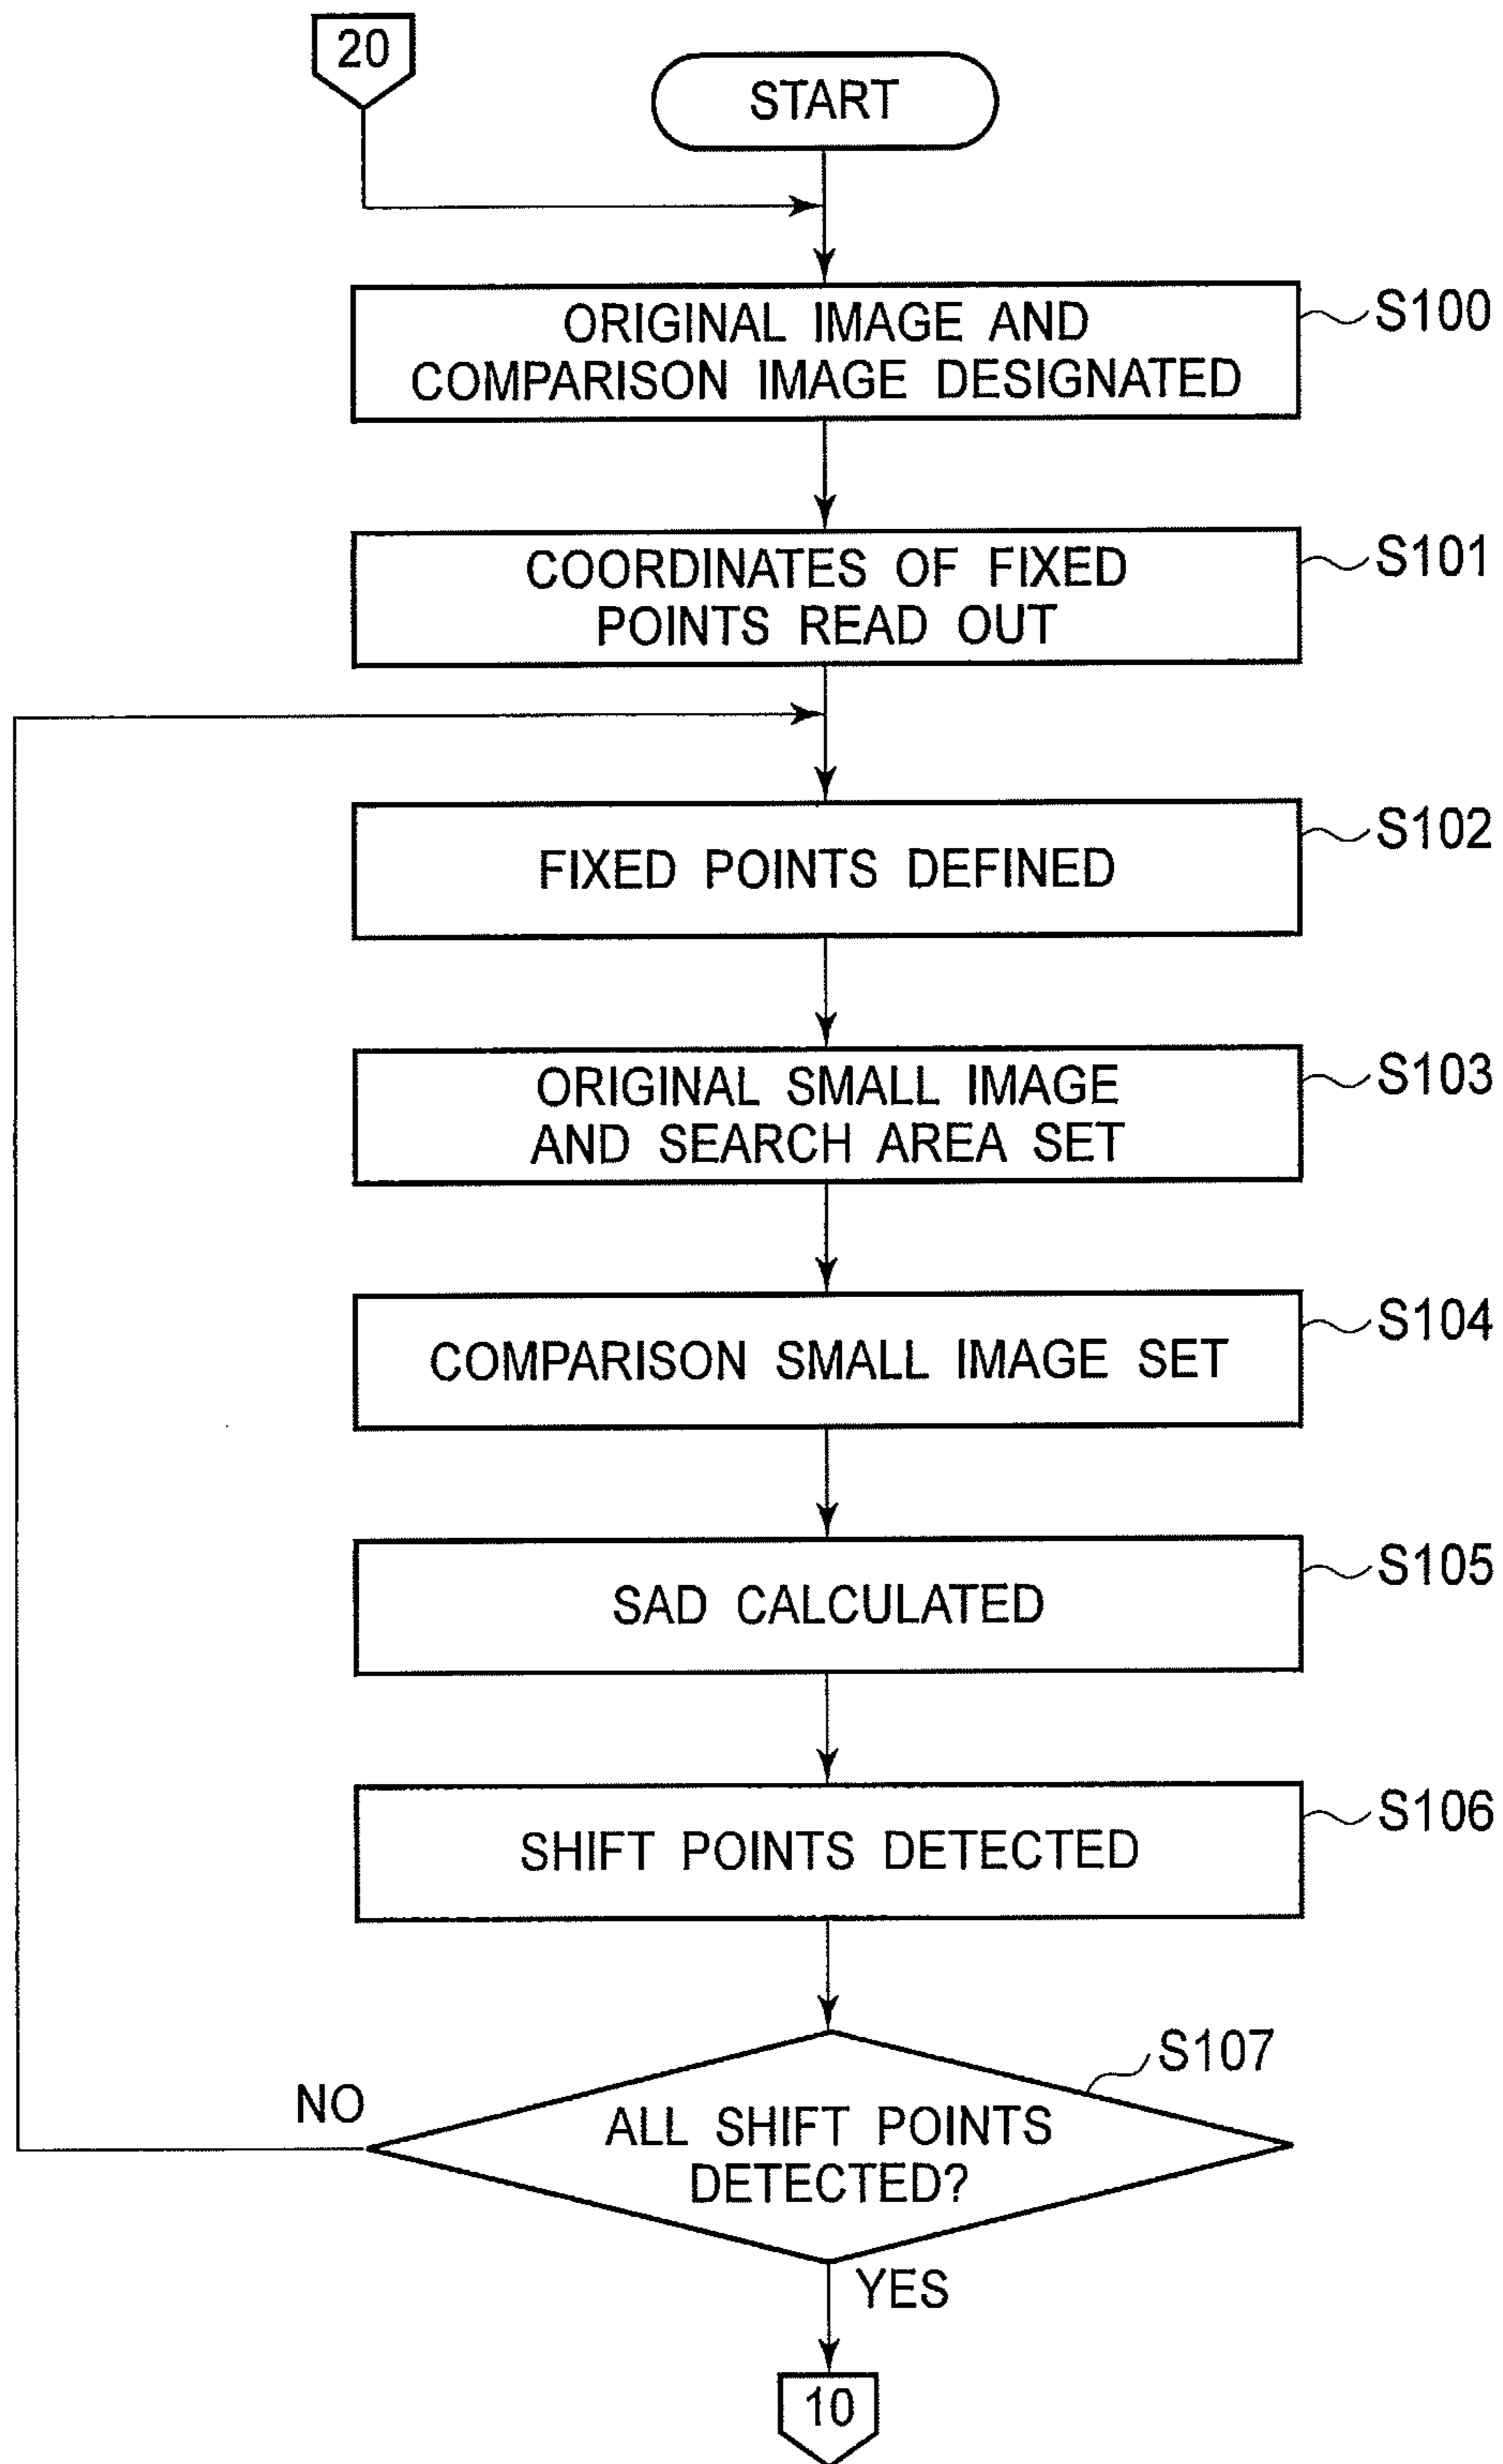 20
START
ORIGINAL IMAGE AND
COMPARISON IMAGE DESIGNATED
S100
COORDINATES OF FIXED
POINTS READ OUT
S101
FIXED POINTS DEFINED
S102
ORIGINAL SMALL IMAGE
AND SEARCH AREA SET
S103
COMPARISON SMALL IMAGE SET
S104
SAD CALCULATED
S105
SHIFT POINTS DETECTED
S106
S107
NO
ALL SHIFT POINTS
DETECTED?
YES
10